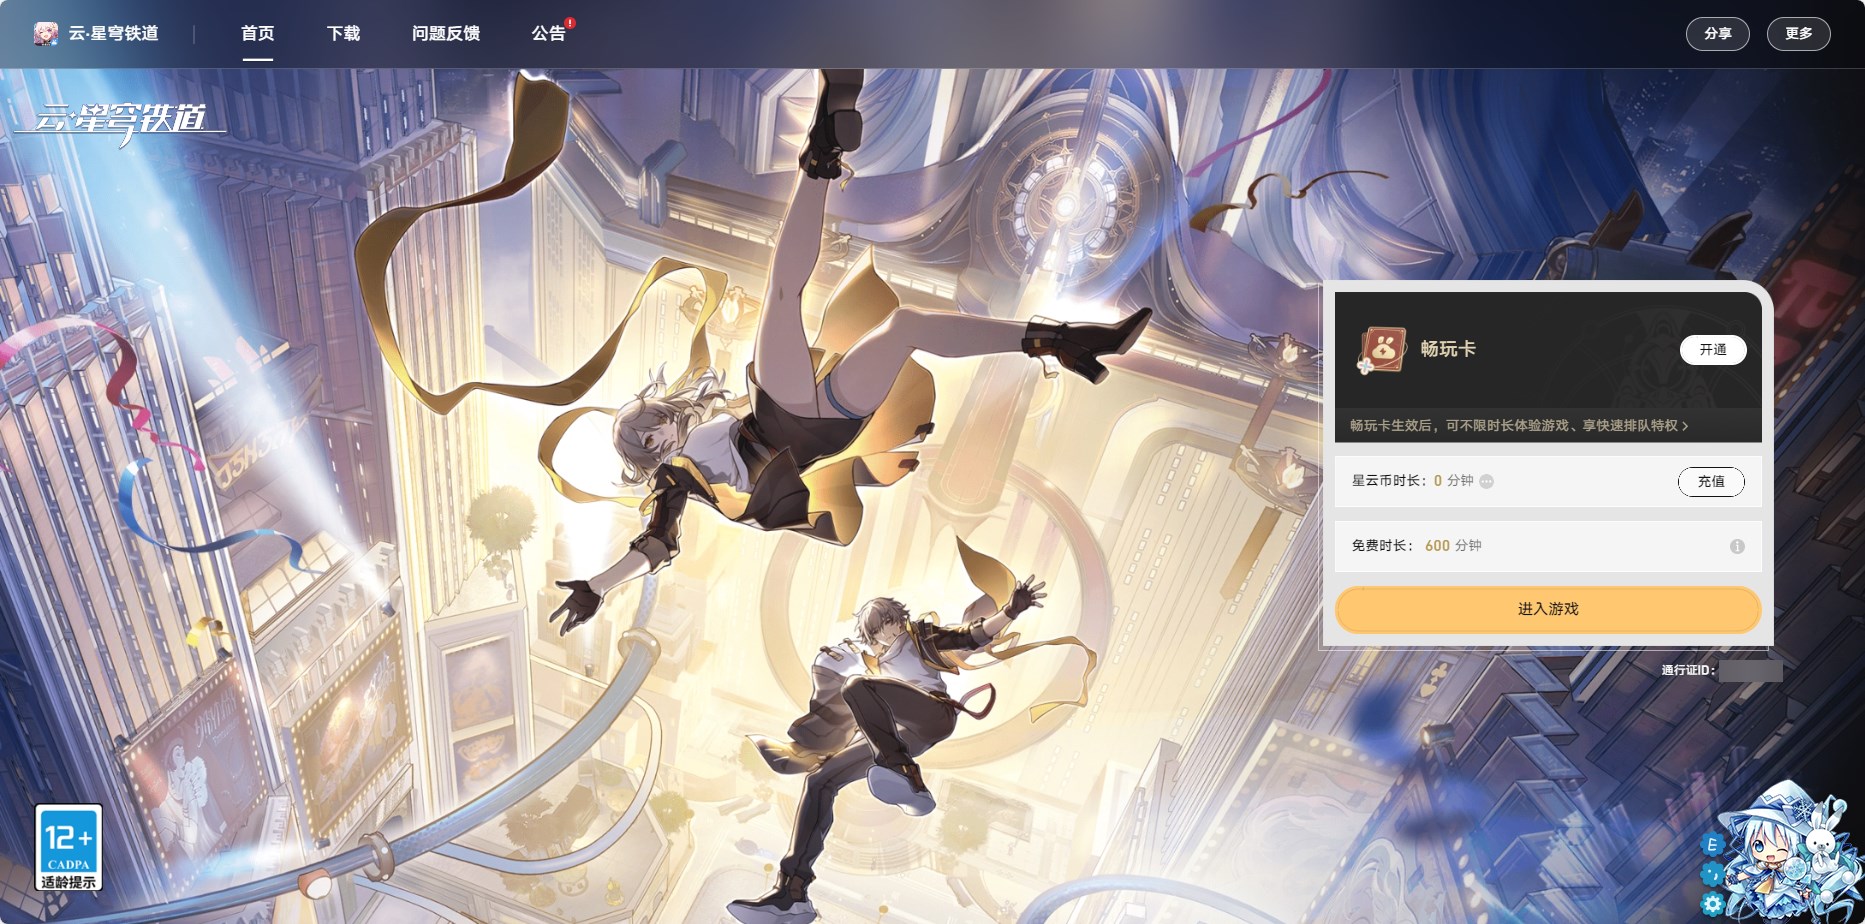 云·星穹铁道
首页
下载
问题反馈
公告
!
分享
更多
云·星穹铁道
畅玩卡
开通
畅玩卡生效后，可不限时长体验游戏、享快速排队特权 >
星云币时长：0 分钟
充值
免费时长： 600 分钟
进入游戏
通行证ID：
12+
CADPA
适龄提示
E